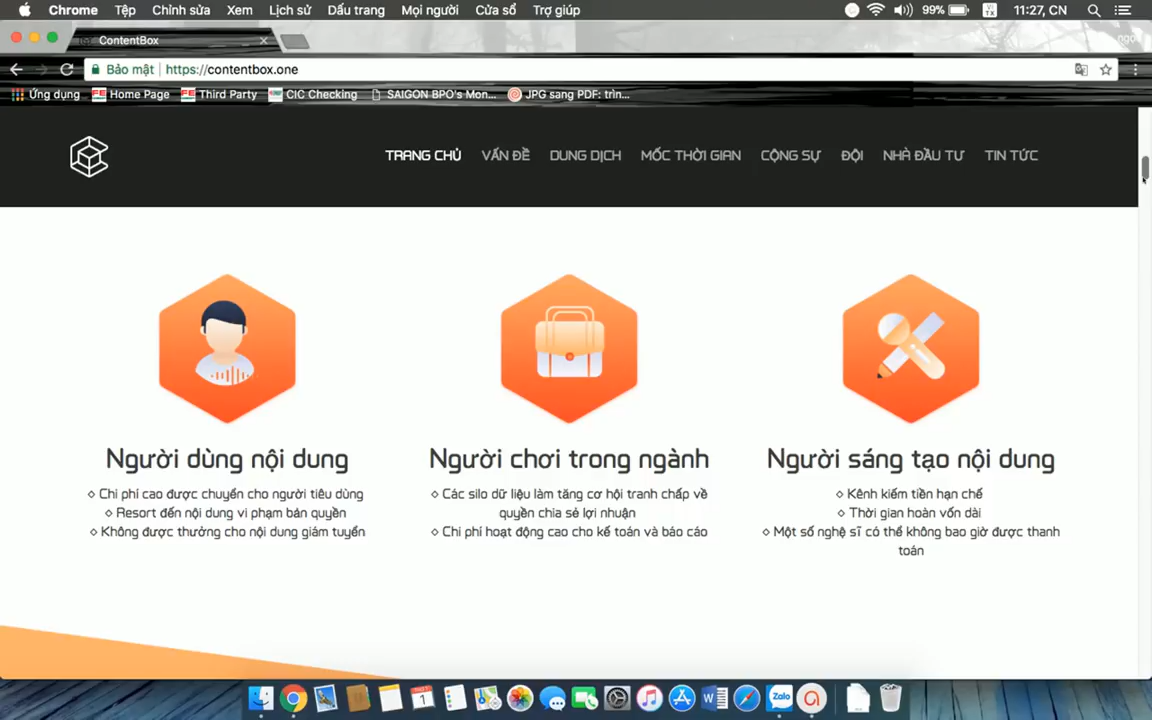 Chrome Tệp Chỉnh sửa Xem Lịch sử Dấu trang Mọi người Cửa sổ Trợ giúp 99% VI TX 11:27, CN
ContentBox
Bảo mật https://contentbox.one
Ứng dụng FE Home Page FE Third Party CIC Checking SAIGON BPO's Mon... JPG sang PDF: trìn...
TRANG CHỦ VẤN ĐỀ DUNG DỊCH MỐC THỜI GIAN CỘNG SỰ ĐỘI NHÀ ĐẦU TƯ TIN TỨC
Người dùng nội dung
◇ Chi phí cao được chuyển cho người tiêu dùng
◇ Resort đến nội dung vi phạm bản quyền
◇ Không được thưởng cho nội dung giám tuyển
Người chơi trong ngành
◇ Các silo dữ liệu làm tăng cơ hội tranh chấp về
quyền chia sẻ lợi nhuận
◇ Chi phí hoạt động cao cho kế toán và báo cáo
Người sáng tạo nội dung
◇ Kênh kiếm tiền hạn chế
◇ Thời gian hoàn vốn dài
◇ Một số nghệ sĩ có thể không bao giờ được thanh
toán
1
Zalo